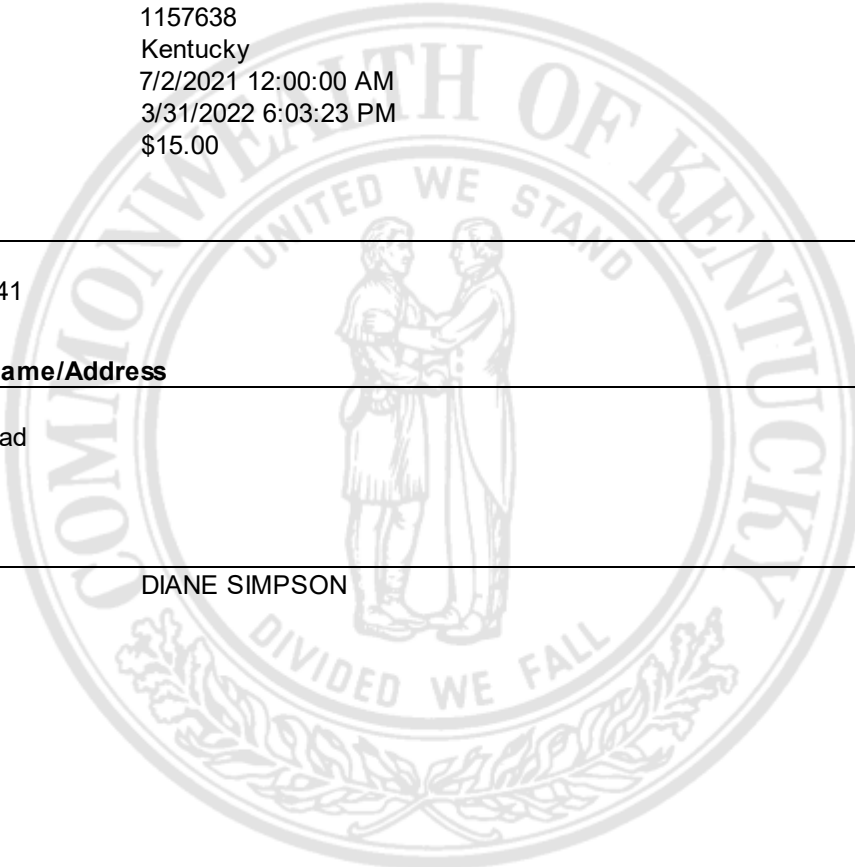 1157638
Kentucky
7/2/2021 12:00:00 AM
3/31/2022 6:03:23 PM
$15.00
41
ame/Address
ad
DIANE SIMPSON
COMMONWEALTH OF KENTUCKY
UNITED WE STAND
DIVIDED WE FALL